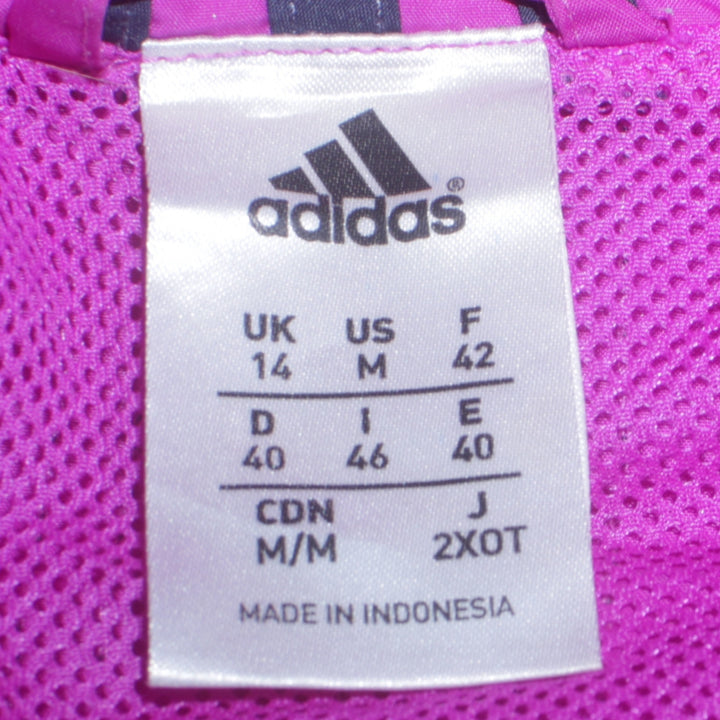 adidas®
UK US F
14 M 42
D I E
40 46 40
CDN J
M/M 2XOT
MADE IN INDONESIA